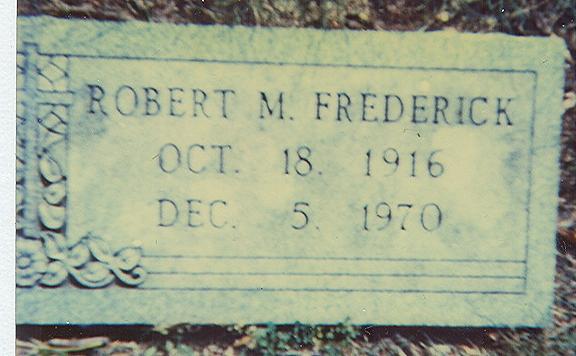 ROBERT M. FREDERICK
OCT. 18. 1916
DEC. 5. 1970